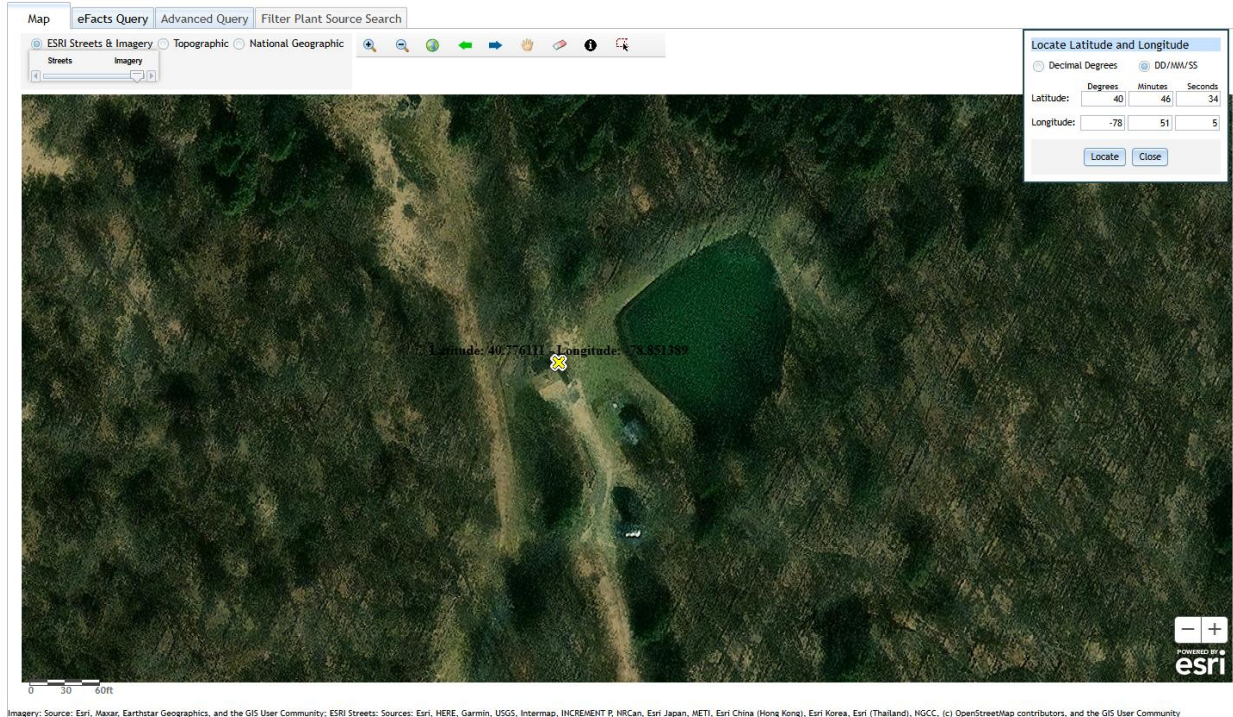 Map eFacts Query Advanced Query Filter Plant Source Search
ESRI Streets & Imagery Topographic National Geographic
Streets Imagery
Locate Latitude and Longitude
Decimal Degrees DD/MM/SS
Degrees Minutes Seconds
Latitude: 40 46 34
Longitude: -78 51 5
Locate Close
Latitude: 40.776111 - Longitude: -78.851389
POWERED BY
esri
0 30 60ft
Imagery: Source: Esri, Maxar, Earthstar Geographics, and the GIS User Community; ESRI Streets: Sources: Esri, HERE, Garmin, USGS, Intermap, INCREMENT P, NRCan, Esri Japan, METI, Esri China (Hong Kong), Esri Korea, Esri (Thailand), NGCC, (c) OpenStreetMap contributors, and the GIS User Community